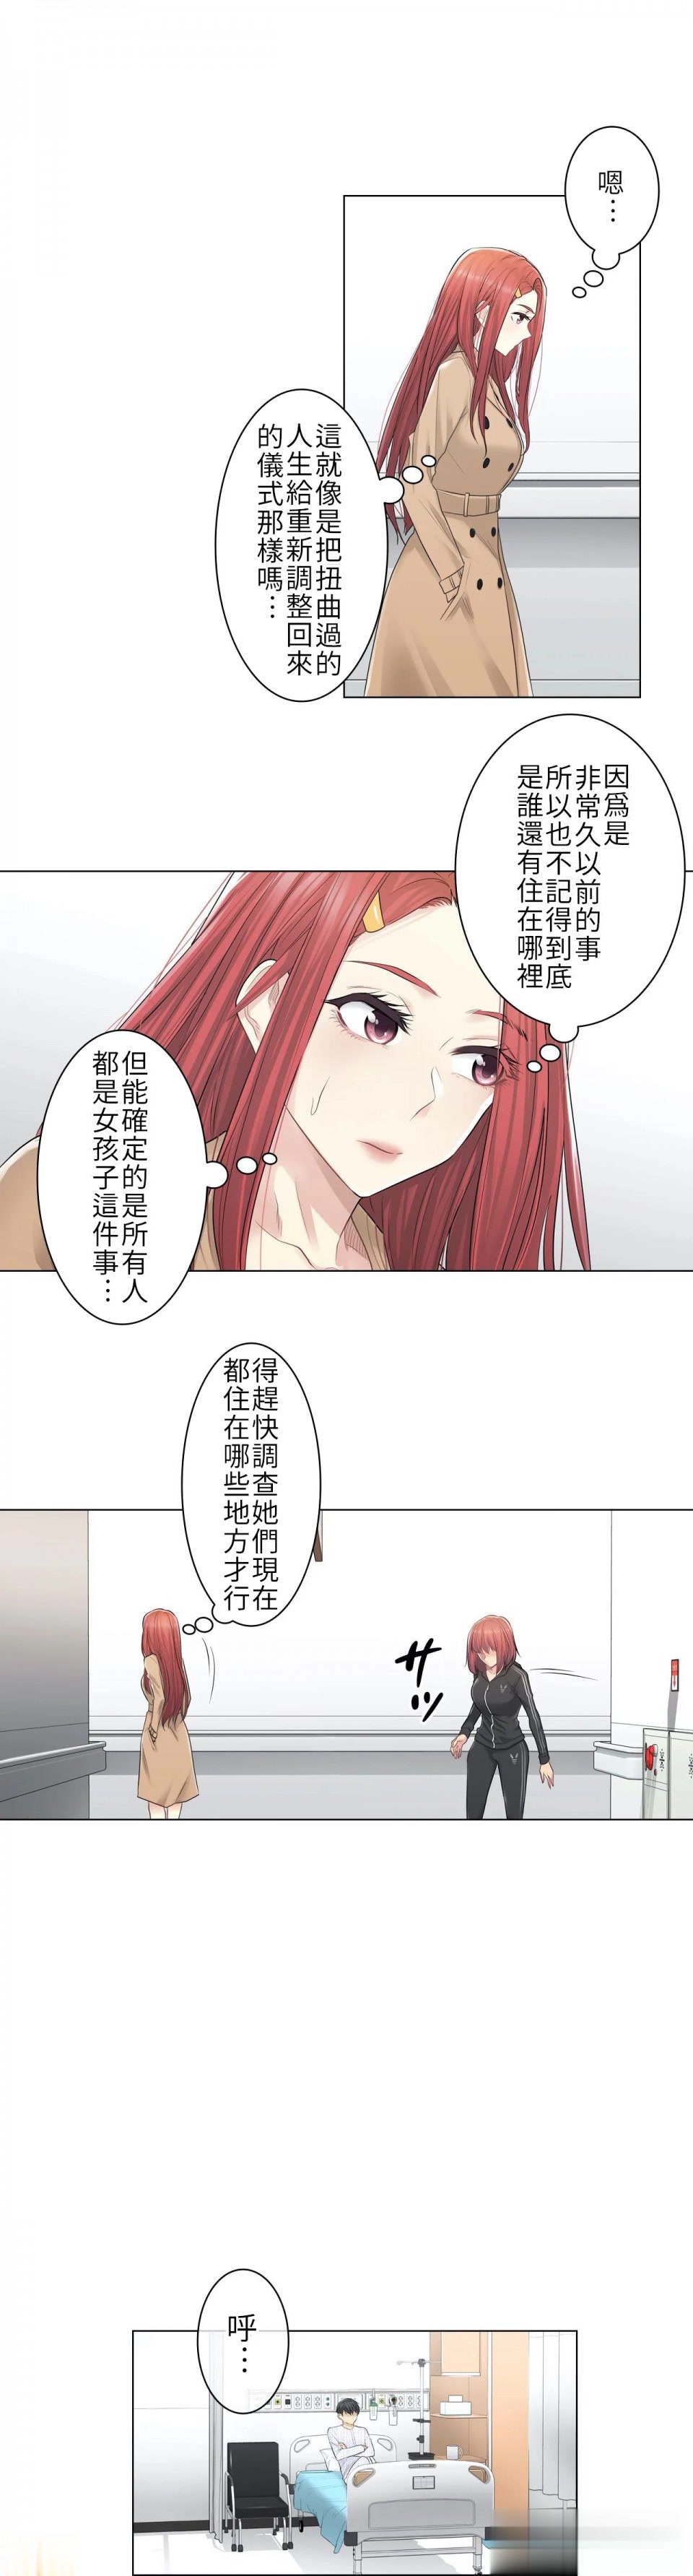 嗯…
這就像是把扭曲過的
人生給重新調整回來
的儀式那樣嗎…
因爲是
非常久以前的事
所以也不記得到底
是誰還有住在哪裡
但能確定的是所有人
都是女孩子這件事…
得趕快調查她們現在
都住在哪些地方才行
サッ
呼…